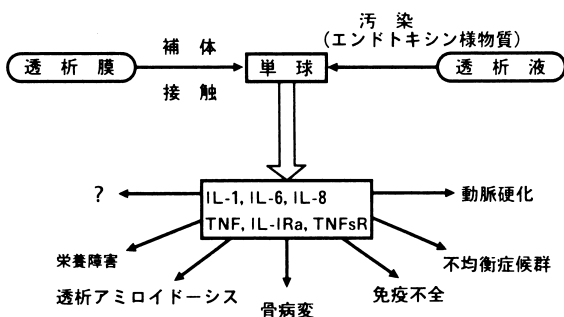 汚染
(エンドトキシン様物質)
補体
透析膜
単球
透析液
接触
?
IL-1, IL-6, IL-8
動脈硬化
TNF, IL-IRa, TNFsR
栄養障害
不均衡症候群
透析アミロイドーシス
骨病変
免疫不全